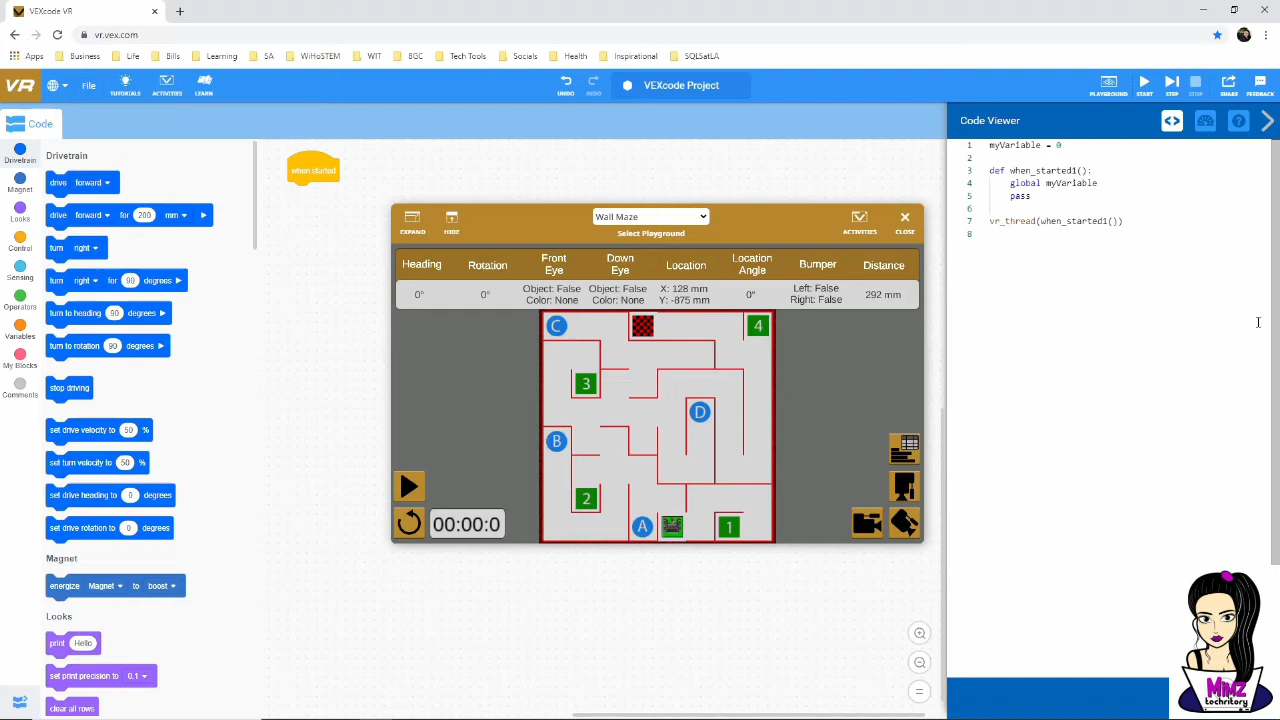 VEXcode VR
vr.vex.com
Apps Business Life Bills Learning SA WiHoSTEM WIT BGC Tech Tools Socials Health Inspirational SQLSatLA
VR File TUTORIALS ACTIVITIES LEARN UNDO REDO VEXcode Project PLAYGROUND START STEP STOP SHARE FEEDBACK
Code
Code Viewer
Drivetrain
Magnet
Looks
Control
Sensing
Operators
Variables
My Blocks
Comments
Drivetrain
drive forward
drive forward for 200 mm
turn right
turn right for 90 degrees
turn to heading 90 degrees
turn to rotation 90 degrees
stop driving
set drive velocity to 50 %
set turn velocity to 50 %
set drive heading to 0 degrees
set drive rotation to 0 degrees
Magnet
energize Magnet to boost
Looks
print Hello
set print precision to 0.1
clear all rows
when started
EXPAND HIDE Wall Maze Select Playground ACTIVITIES CLOSE
Heading Rotation Front Eye Down Eye Location Location Angle Bumper Distance
0° 0° Object: False Color: None Object: False Color: None X: 128 mm Y: -875 mm 0° Left: False Right: False 292 mm
C 4
3
D
B
2
A 1
00:00:0
1 myVariable = 0
2
3 def when_started1():
4 global myVariable
5 pass
6
7 vr_thread(when_started1())
8
MiMZ
techritory